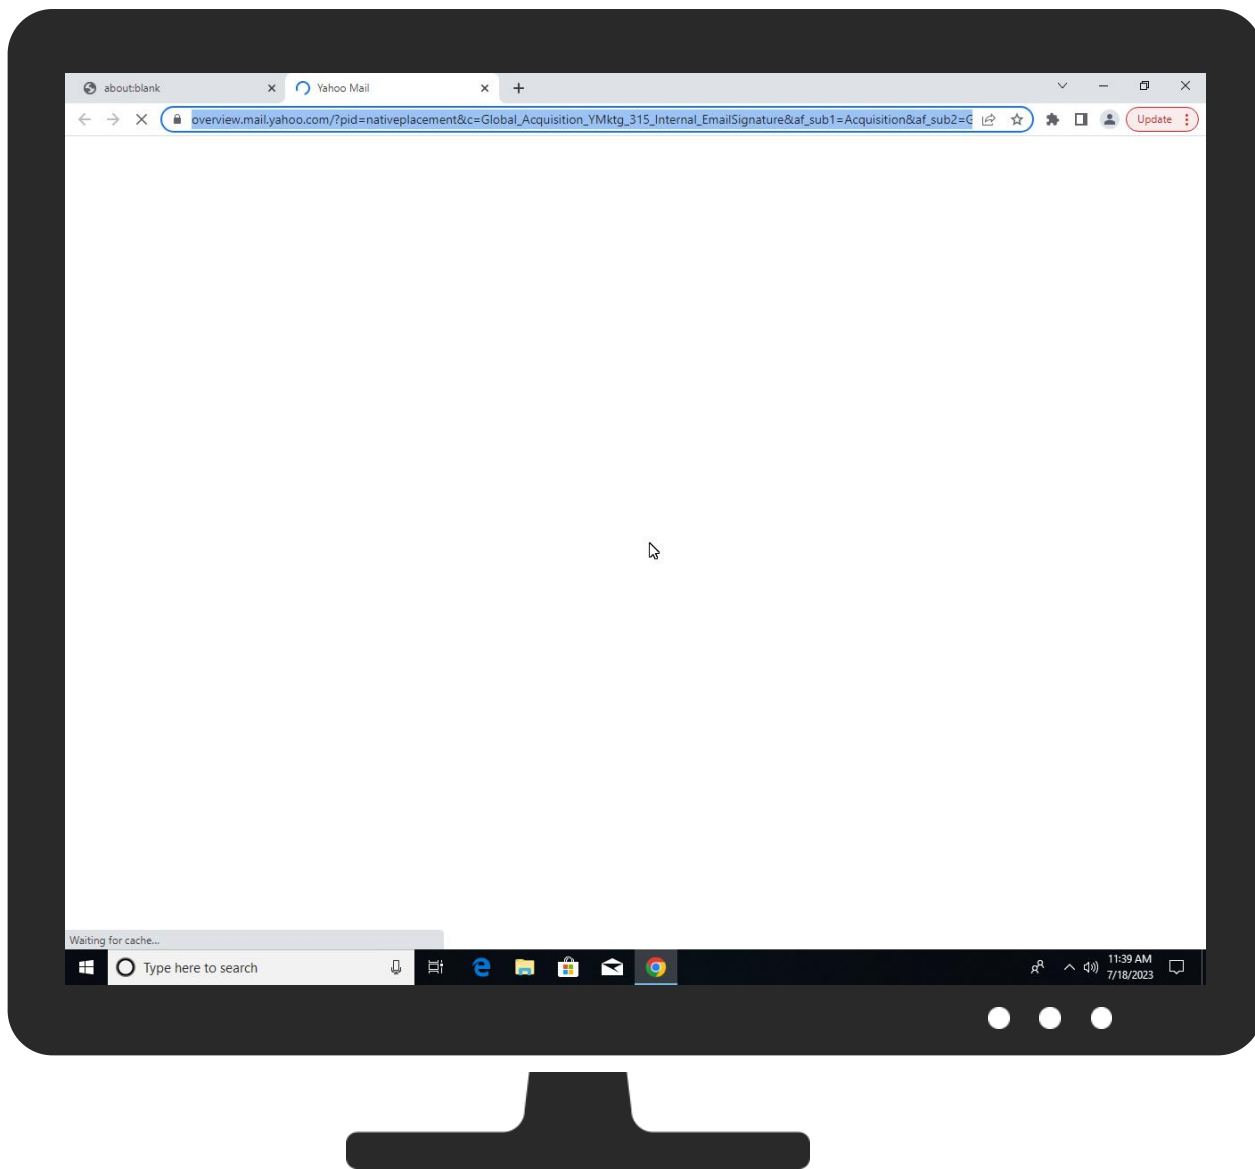 about:blank
Yahoo Mail
overview.mail.yahoo.com/?pid=nativeplacement&c=Global_Acquisition_YMktg_315_Internal_EmailSignature&af_sub1=Acquisition&af_sub2=G
Update
Waiting for cache...
Type here to search
11:39 AM
7/18/2023